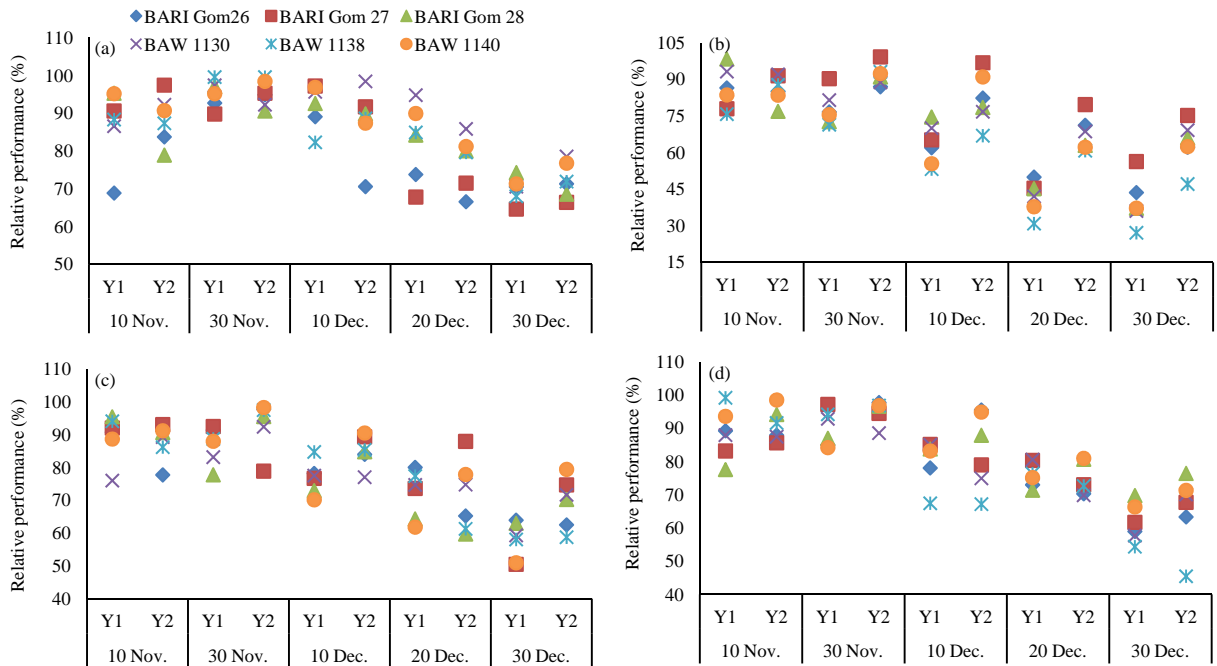 BARI Gom26 BARI Gom 27 BARI Gom 28
BAW 1130 BAW 1138 BAW 1140
(a)
Relative performance (%)
110
100
90
80
70
60
50
Y1 Y2 Y1 Y2 Y1 Y2 Y1 Y2 Y1 Y2
10 Nov. 30 Nov. 10 Dec. 20 Dec. 30 Dec.
(b)
Relative performance (%)
105
90
75
60
45
30
15
Y1 Y2 Y1 Y2 Y1 Y2 Y1 Y2 Y1 Y2
10 Nov. 30 Nov. 10 Dec. 20 Dec. 30 Dec.
(c)
Relative performance (%)
110
100
90
80
70
60
50
40
Y1 Y2 Y1 Y2 Y1 Y2 Y1 Y2 Y1 Y2
10 Nov. 30 Nov. 10 Dec. 20 Dec. 30 Dec.
(d)
Relative performance (%)
110
100
90
80
70
60
50
40
Y1 Y2 Y1 Y2 Y1 Y2 Y1 Y2 Y1 Y2
10 Nov. 30 Nov. 10 Dec. 20 Dec. 30 Dec.